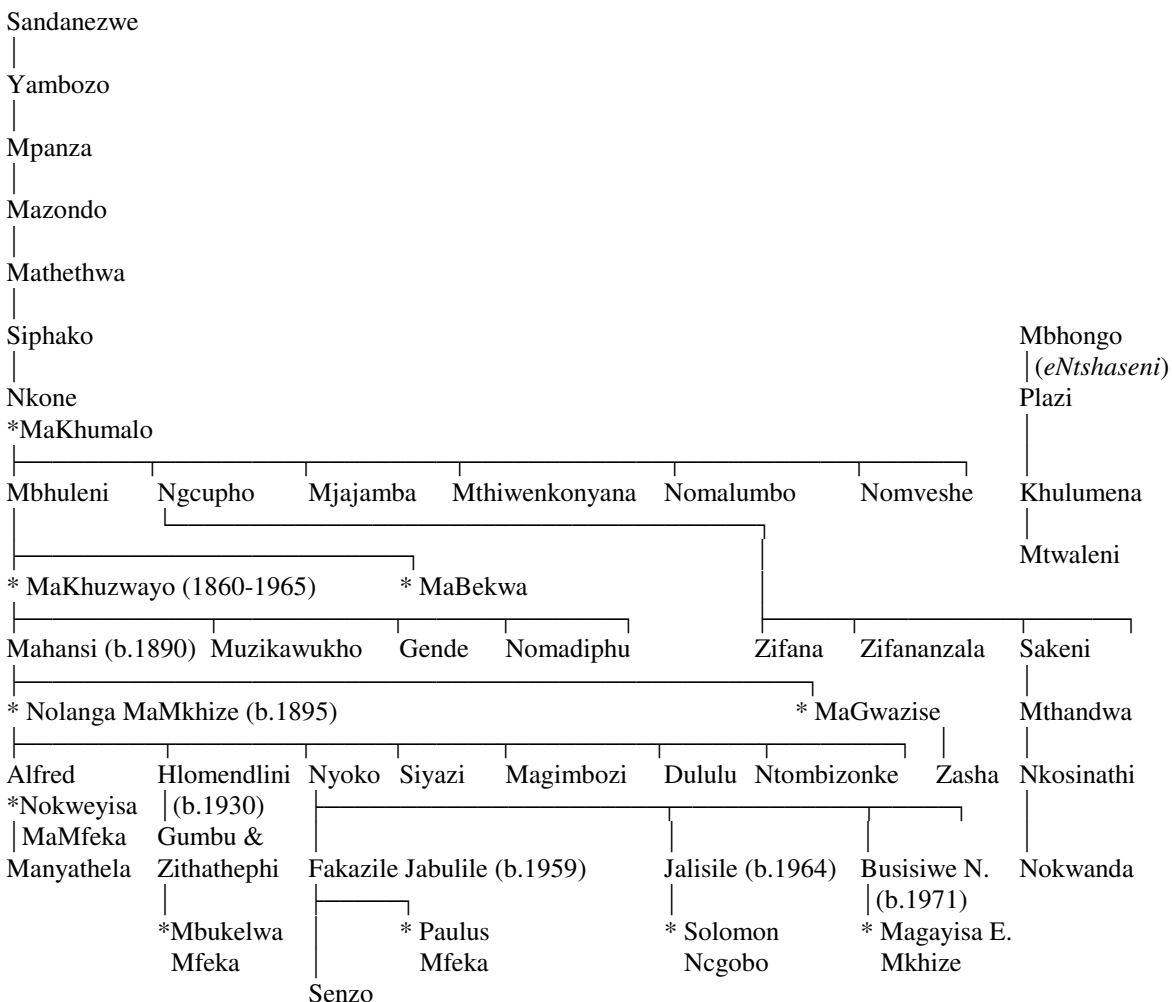 Sandanezwe
Yambozo
Mpanza
Mazondo
Mathethwa
Siphako Mbhongo
(eNtshaseni)
Nkone Plazi
*MaKhumalo
Mbhuleni Ngcupho Mjajamba Mthiwenkonyana Nomalumbo Nomveshe Khulumena
Mtwaleni
* MaKhuzwayo (1860-1965) * MaBekwa
Mahansi (b.1890) Muzikawukho Gende Nomadiphu Zifana Zifananzala Sakeni
* Nolanga MaMkhize (b.1895) * MaGwazise Mthandwa
Alfred Hlomendlini Nyoko Siyazi Magimbozi Dululu Ntombizonke Zasha Nkosinathi
*Nokweyisa (b.1930)
MaMfeka Gumbu &
Manyathela Zithathephi Fakazile Jabulile (b.1959) Jalisile (b.1964) Busisiwe N. Nokwanda
(b.1971)
*Mbukelwa * Paulus * Solomon * Magayisa E.
Mfeka Mfeka Ncgobo Mkhize
Senzo